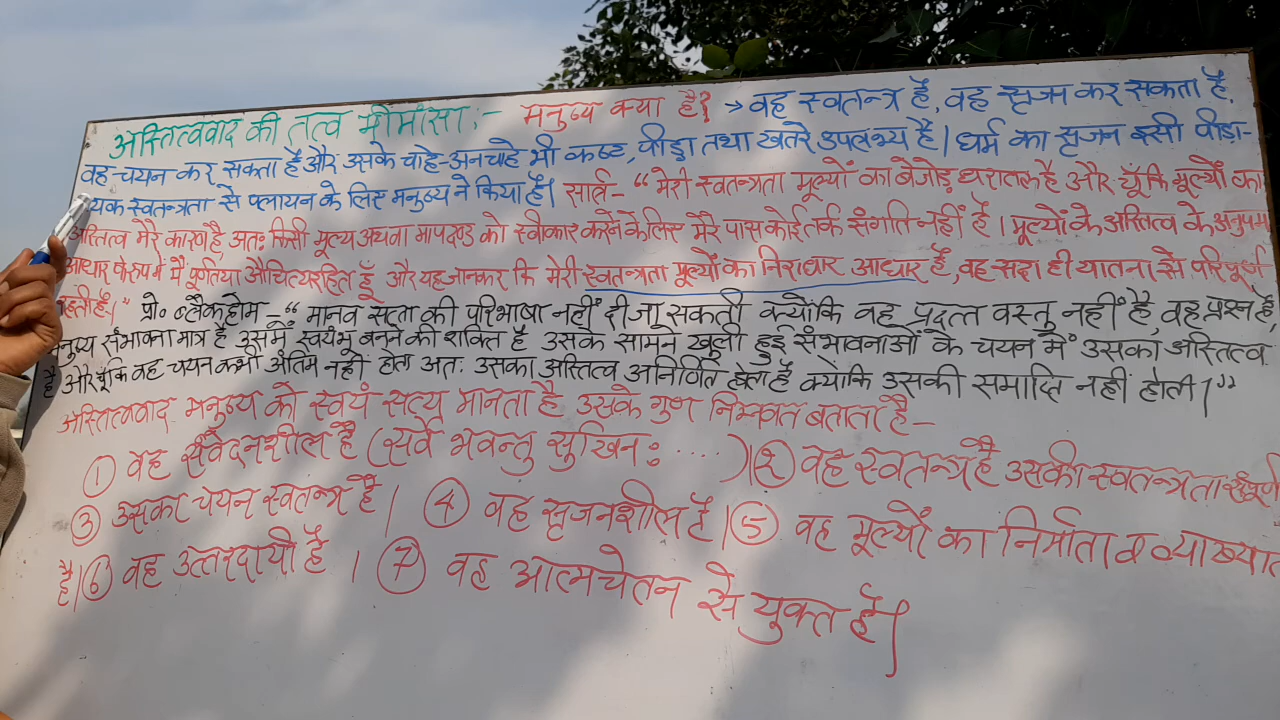 अस्तित्ववाद की तत्व मीमांसा:- मनुष्य क्या है? → वह स्वतन्त्र है, वह सृजन कर सकता है,
वह चयन कर सकता है और उसके चाहे-अनचाहे भी कष्ट, पीड़ा तथा खतरे उपलभ्य है। धर्म का सृजन इसी पीड़ा-
यक स्वतन्त्रता से पलायन के लिए मनुष्य ने किया है। सार्त्र- “मेरी स्वतन्त्रता मूल्यों का बेजोड़ धरातल है और चूँकि मूल्यों का
अस्तित्व मेरे कारण है, अतः किसी मूल्य अथवा मापदण्ड को स्वीकार करने के लिए मेरे पास कोई तर्क संगति नहीं है। मूल्यों के अस्तित्व के अनुपम
आधार के रूप में मैं पूर्णतया औचित्यरहित हूँ और यह जानकर कि मेरी स्वतन्त्रता मूल्यों का निराधार आधार है, वह सदा ही यातना से परिपूर्ण
रहती है।” प्रो० ब्लैकहोम - “मानव सत्ता की परिभाषा नहीं दी जा सकती क्योंकि वह प्रदत्त वस्तु नहीं है, वह प्रश्न है,
मनुष्य संभावना मात्र है उसमें स्वयंभू बनने की शक्ति है उसके सामने खुली हुई संभावनाओं के चयन में उसका अस्तित्व
है और चूँकि वह चयन कभी अंतिम नहीं होता अतः उसका अस्तित्व अनिर्णित होता है क्योंकि उसकी समाप्ति नहीं होती।”
अस्तित्ववाद मनुष्य को स्वयं सत्य मानता है उसके गुण निम्नवत बताता है-
① वह संवेदनशील है (सर्वे भवन्तु सुखिनः ....)। ② वह स्वतन्त्र है उसकी स्वतन्त्रता संपूर्ण
③ उसका चयन स्वतन्त्र है। ④ वह सृजनशील है। ⑤ वह मूल्यों का निर्माता व व्याख्याता
है। ⑥ वह उत्तरदायी है। ⑦ वह आत्मचेतन से युक्त है।